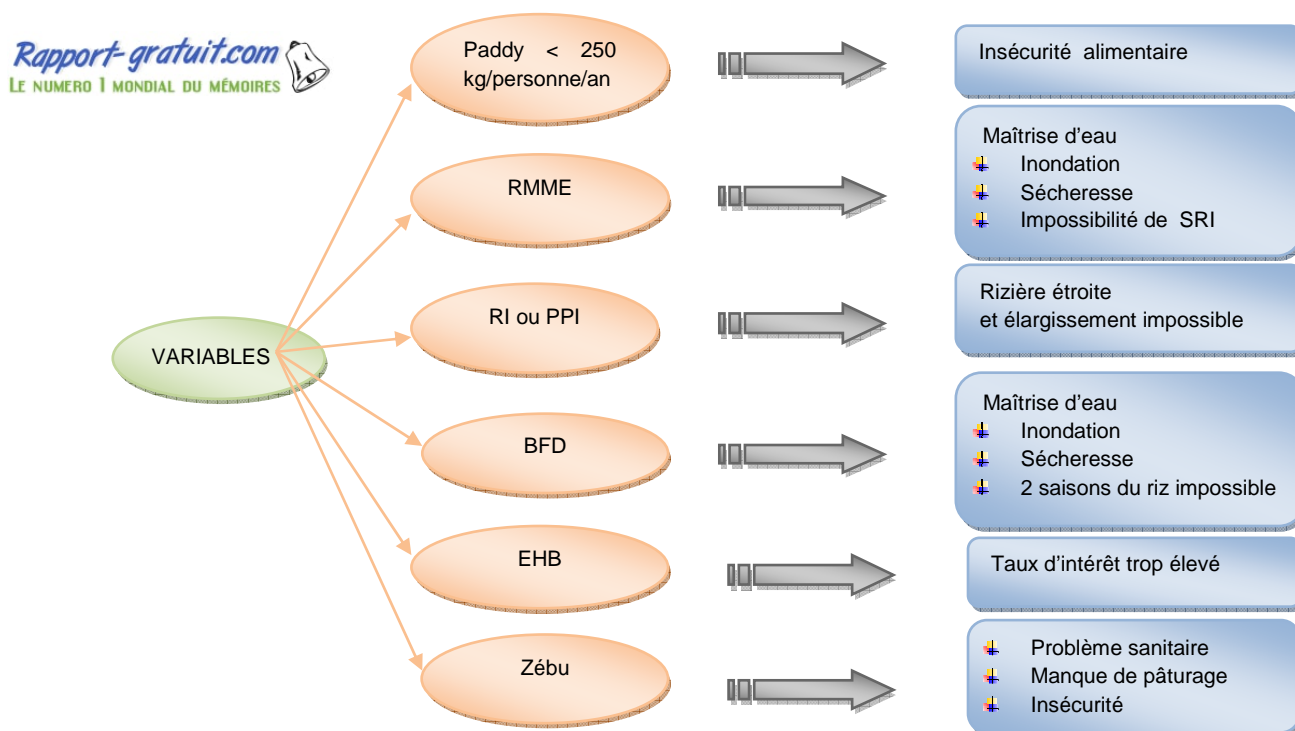 Rapport-gratuit.com
LE NUMERO 1 MONDIAL DU MÉMOIRES
VARIABLES
Paddy < 250
kg/personne/an
Insécurité alimentaire
RMME
Maîtrise d'eau
Inondation
Sécheresse
Impossibilité de SRI
RI ou PPI
Rizière étroite
et élargissement impossible
BFD
Maîtrise d'eau
Inondation
Sécheresse
2 saisons du riz impossible
EHB
Taux d'intérêt trop élevé
Zébu
Problème sanitaire
Manque de pâturage
Insécurité